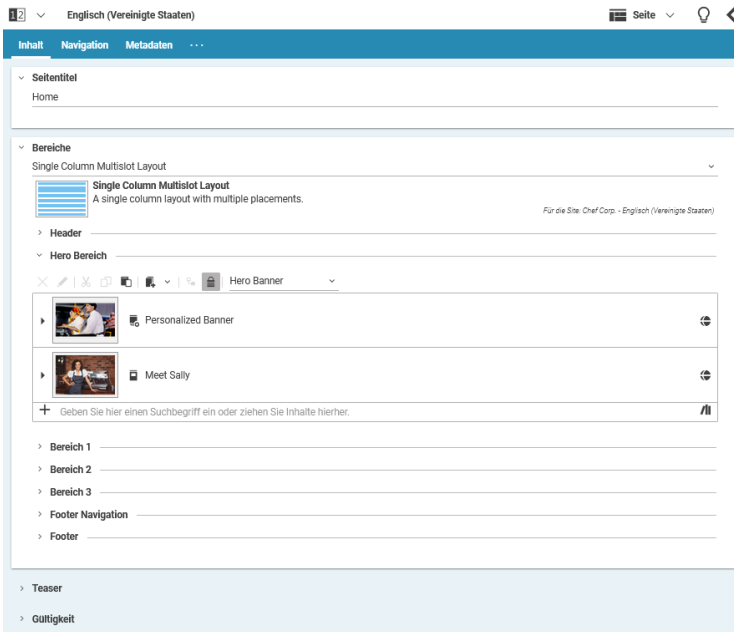 12 Englisch (Vereinigte Staaten) Seite
Inhalt Navigation Metadaten ···
Seitentitel
Home
Bereiche
Single Column Multislot Layout
Single Column Multislot Layout
A single column layout with multiple placements.
Für die Site: Chef Corp. - Englisch (Vereinigte Staaten)
Header
Hero Bereich
Hero Banner
Personalized Banner
Meet Sally
Geben Sie hier einen Suchbegriff ein oder ziehen Sie Inhalte hierher.
Bereich 1
Bereich 2
Bereich 3
Footer Navigation
Footer
Teaser
Gültigkeit